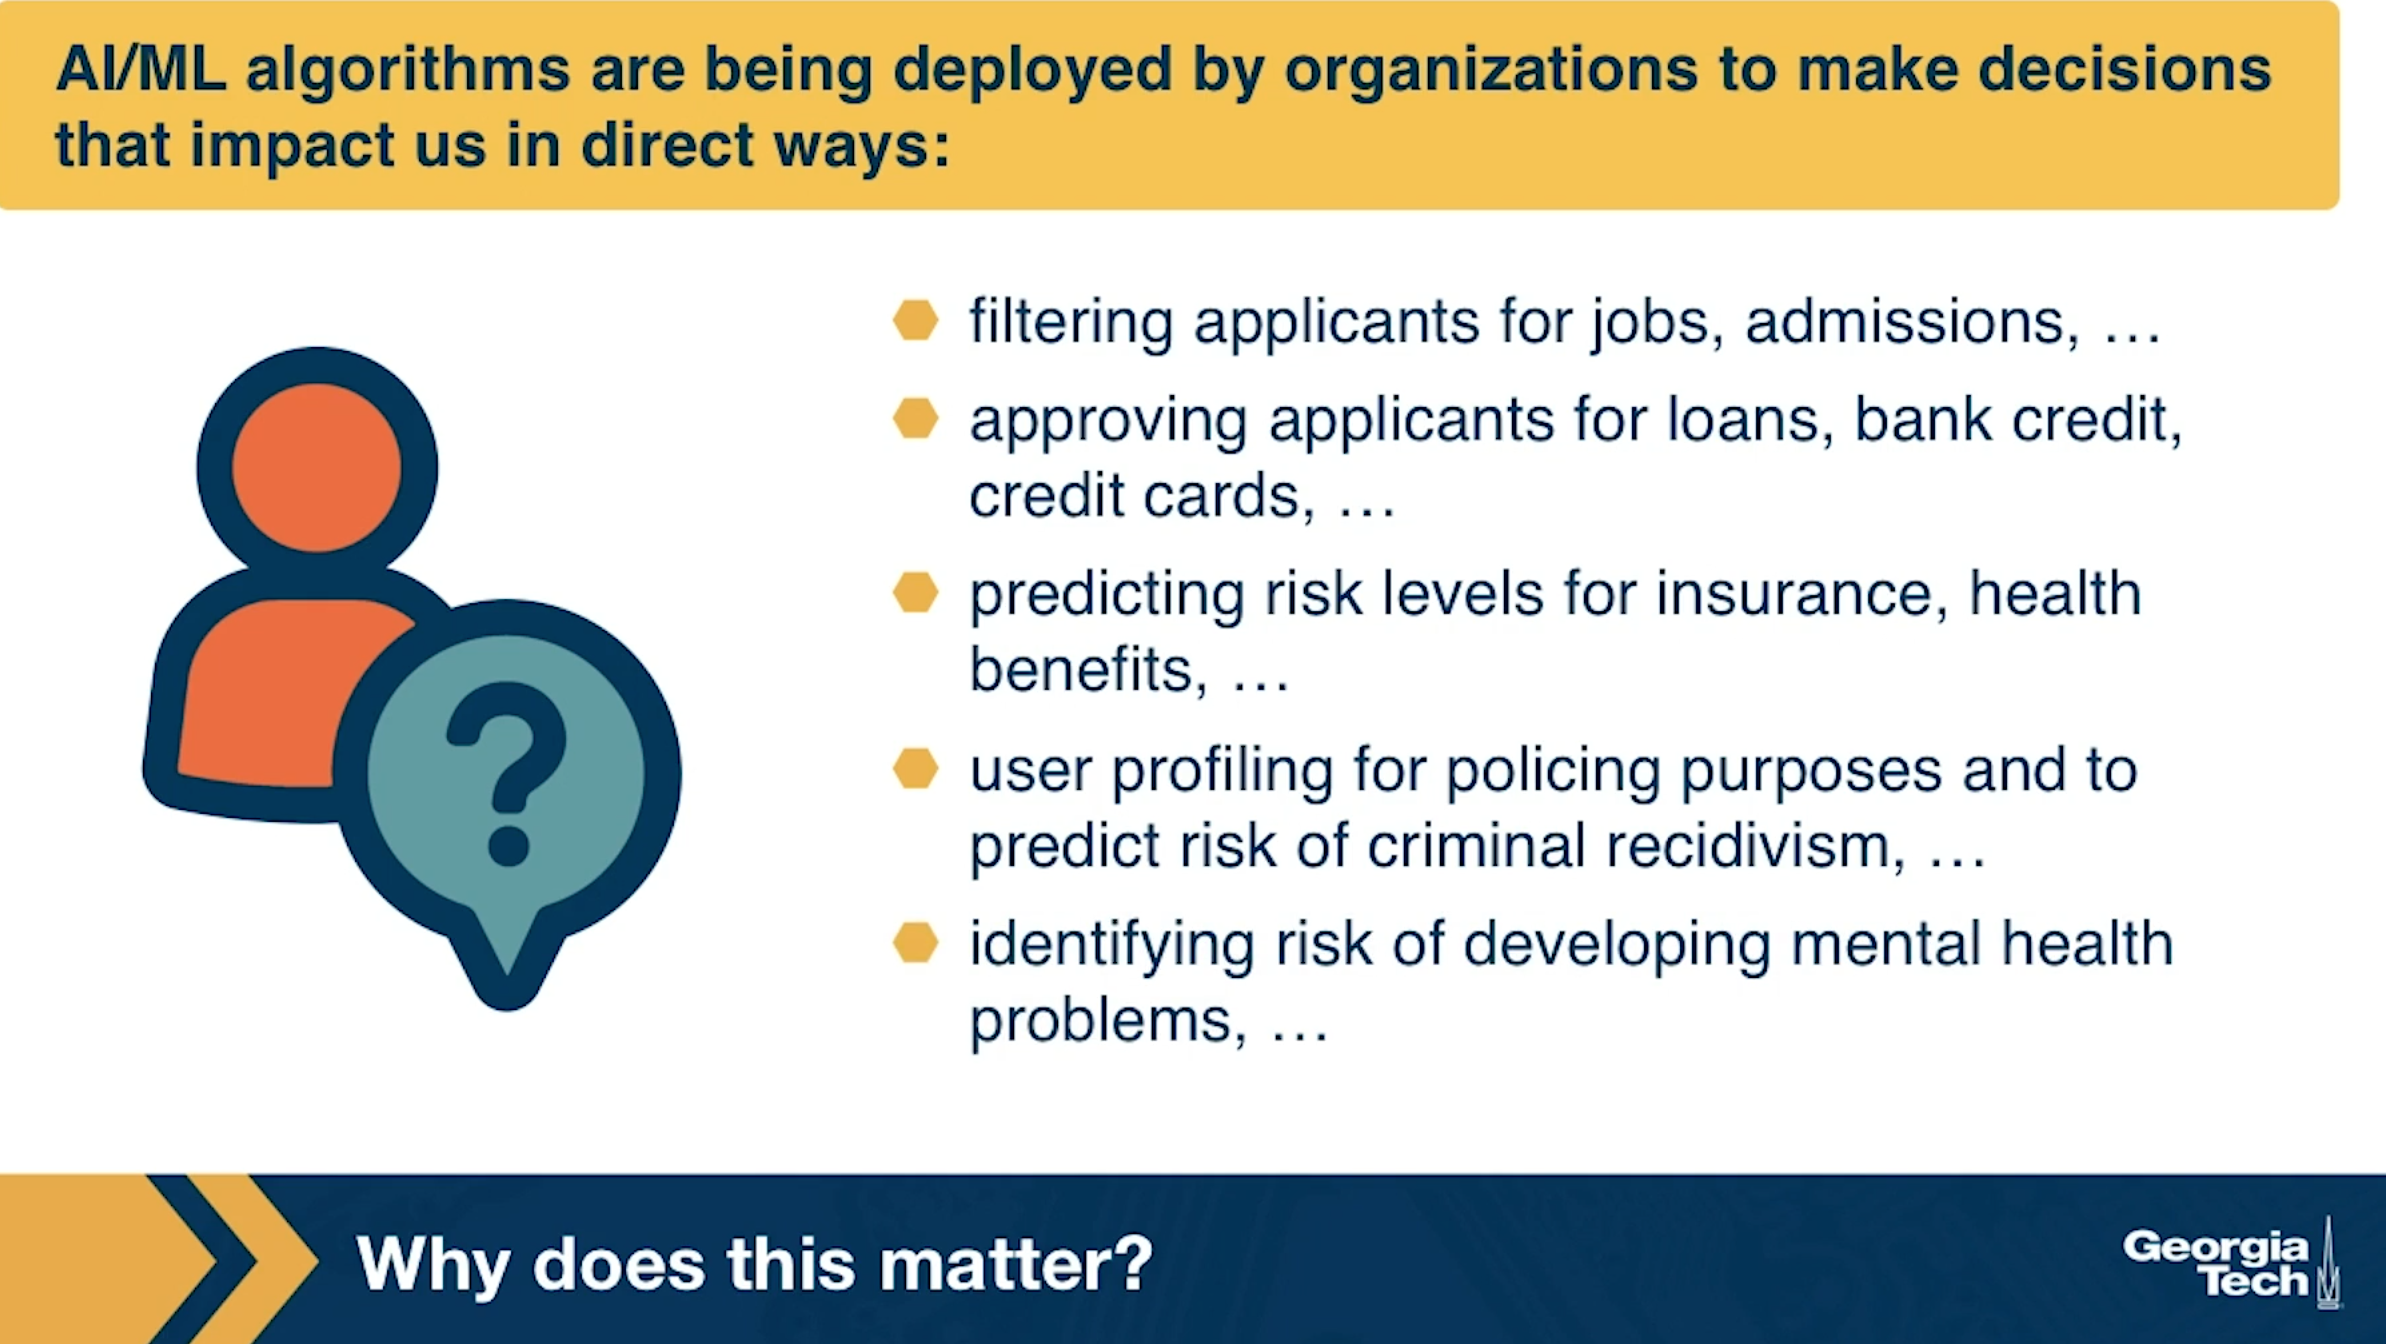 AI/ML algorithms are being deployed by organizations to make decisions
that impact us in direct ways:
filtering applicants for jobs, admissions, …
approving applicants for loans, bank credit,
credit cards, …
predicting risk levels for insurance, health
benefits, …
user profiling for policing purposes and to
predict risk of criminal recidivism, …
identifying risk of developing mental health
problems, …
?
Why does this matter?
Georgia
Tech